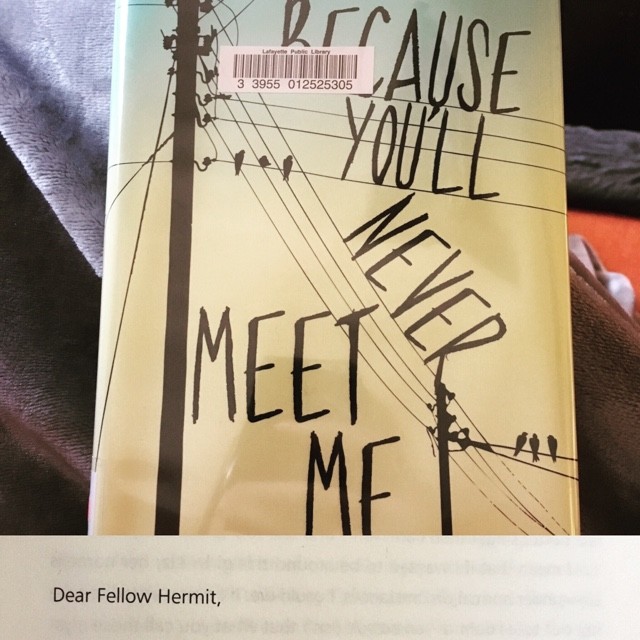 BECAUSE
Lafayette Public Library
3 3955 012525305
YOU'LL
NEVER
MEET
ME
Dear Fellow Hermit,